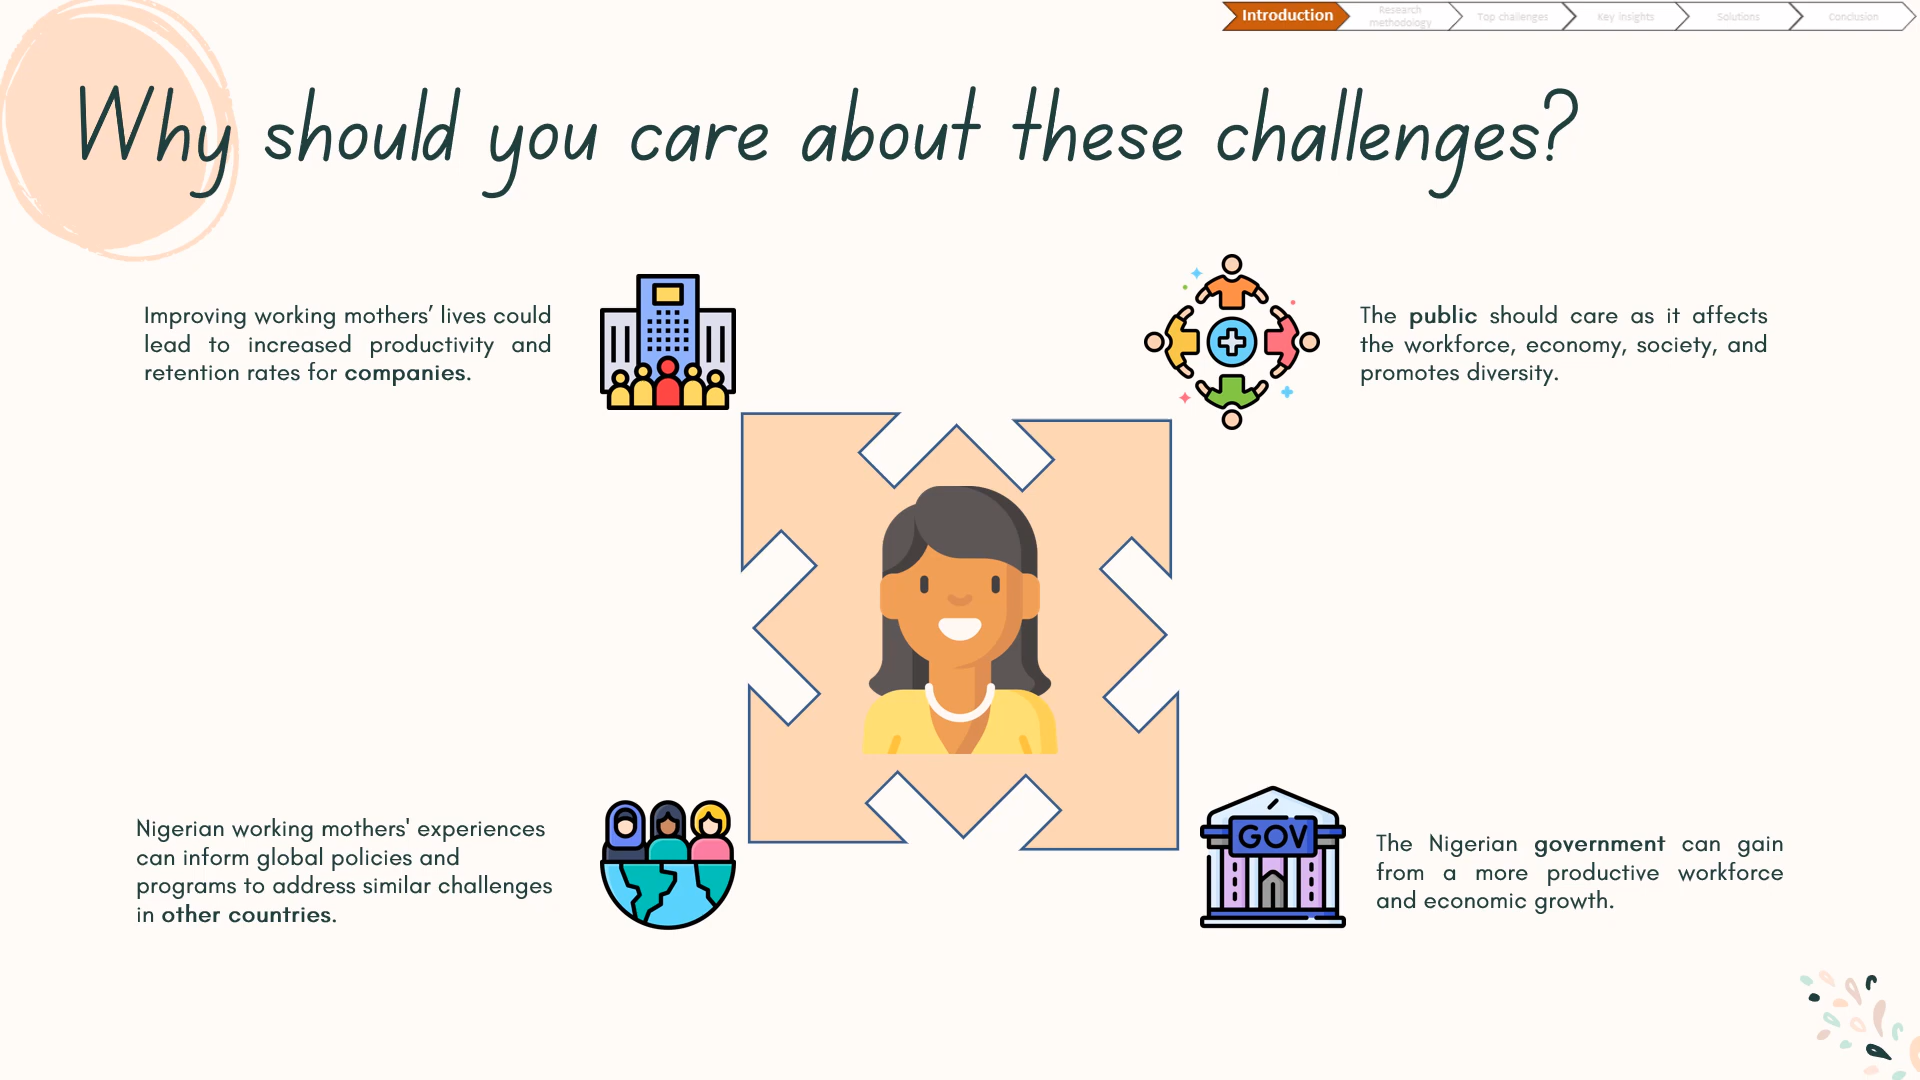 Introduction
Research
methodology
Top challenges
Key insights
Solutions
Conclusion
Why should you care about these challenges?
Improving working mothers’ lives could
lead to increased productivity and
retention rates for companies.
The public should care as it affects
the workforce, economy, society, and
promotes diversity.
Nigerian working mothers' experiences
can inform global policies and
programs to address similar challenges
in other countries.
GOV
The Nigerian government can gain
from a more productive workforce
and economic growth.